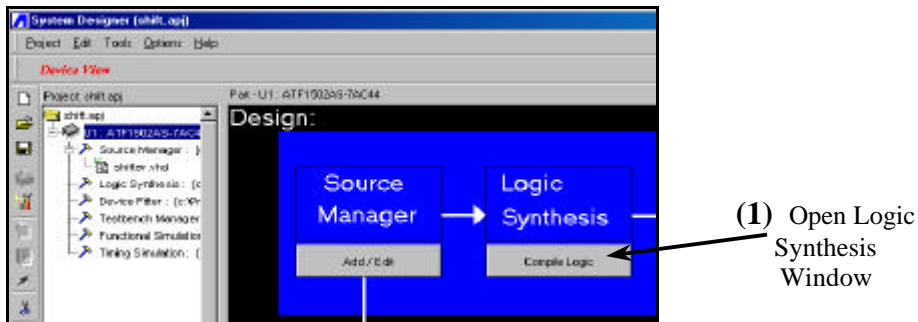 System Designer (shift.apj)
Project Edit Tools Options Help
Device View
Project: shift.apj
Part - U1 : ATF1502AS-7AC44
shift.apj
U1 : ATF1502AS-7AC4
Source Manager :
shifter.vhd
Logic Synthesis : (c
Device Fitter : (c:\Pr
Testbench Manager
Functional Simulation
Timing Simulation : (
Design:
Source Manager
Logic Synthesis
Add / Edit
Compile Logic
(1) Open Logic
Synthesis
Window